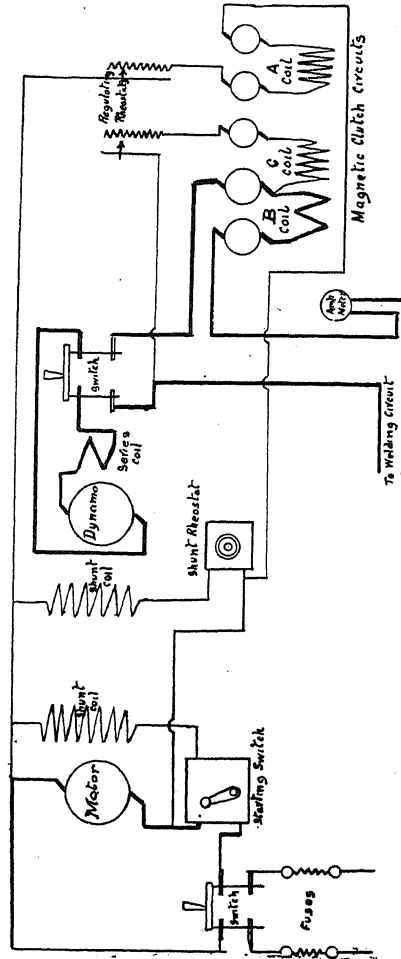 Regulating
Rheostats
A
coil
C
coil
B
coil
Magnetic Clutch Circuits
Amp
Meter
switch
series
coil
Dynamo
To Welding Circuit
shunt
coil
Shunt Rheostat
shunt
coil
Motor
Starting Switch
switch
Fuses